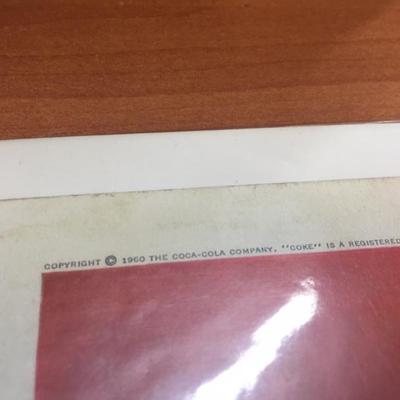 COPYRIGHT © 1960 THE COCA-COLA COMPANY. "COKE" IS A REGISTERED